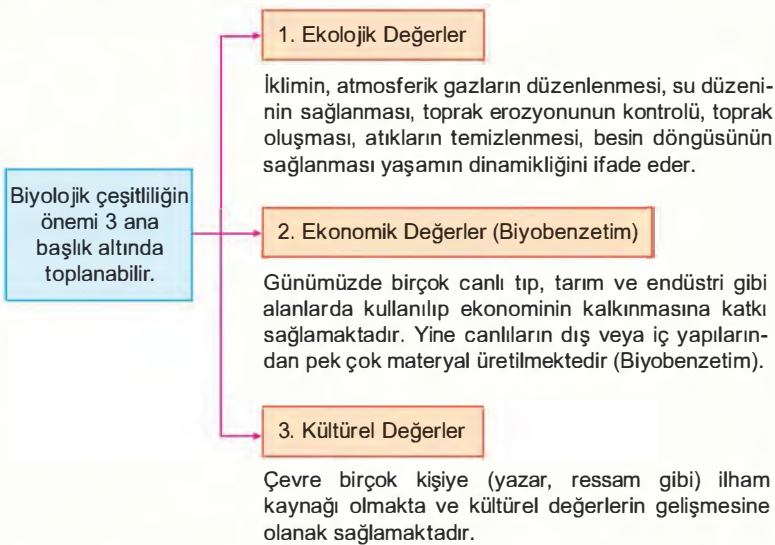 Biyolojik çeşitliliğin
önemi 3 ana
başlık altında
toplanabilir.
1. Ekolojik Değerler
İklimin, atmosferik gazların düzenlenmesi, su düzeni-
nin sağlanması, toprak erozyonunun kontrolü, toprak
oluşması, atıkların temizlenmesi, besin döngüsünün
sağlanması yaşamın dinamikliğini ifade eder.
2. Ekonomik Değerler (Biyobenzetim)
Günümüzde birçok canlı tıp, tarım ve endüstri gibi
alanlarda kullanılıp ekonominin kalkınmasına katkı
sağlamaktadır. Yine canlıların dış veya iç yapıların-
dan pek çok materyal üretilmektedir (Biyobenzetim).
3. Kültürel Değerler
Çevre birçok kişiye (yazar, ressam gibi) ilham
kaynağı olmakta ve kültürel değerlerin gelişmesine
olanak sağlamaktadır.